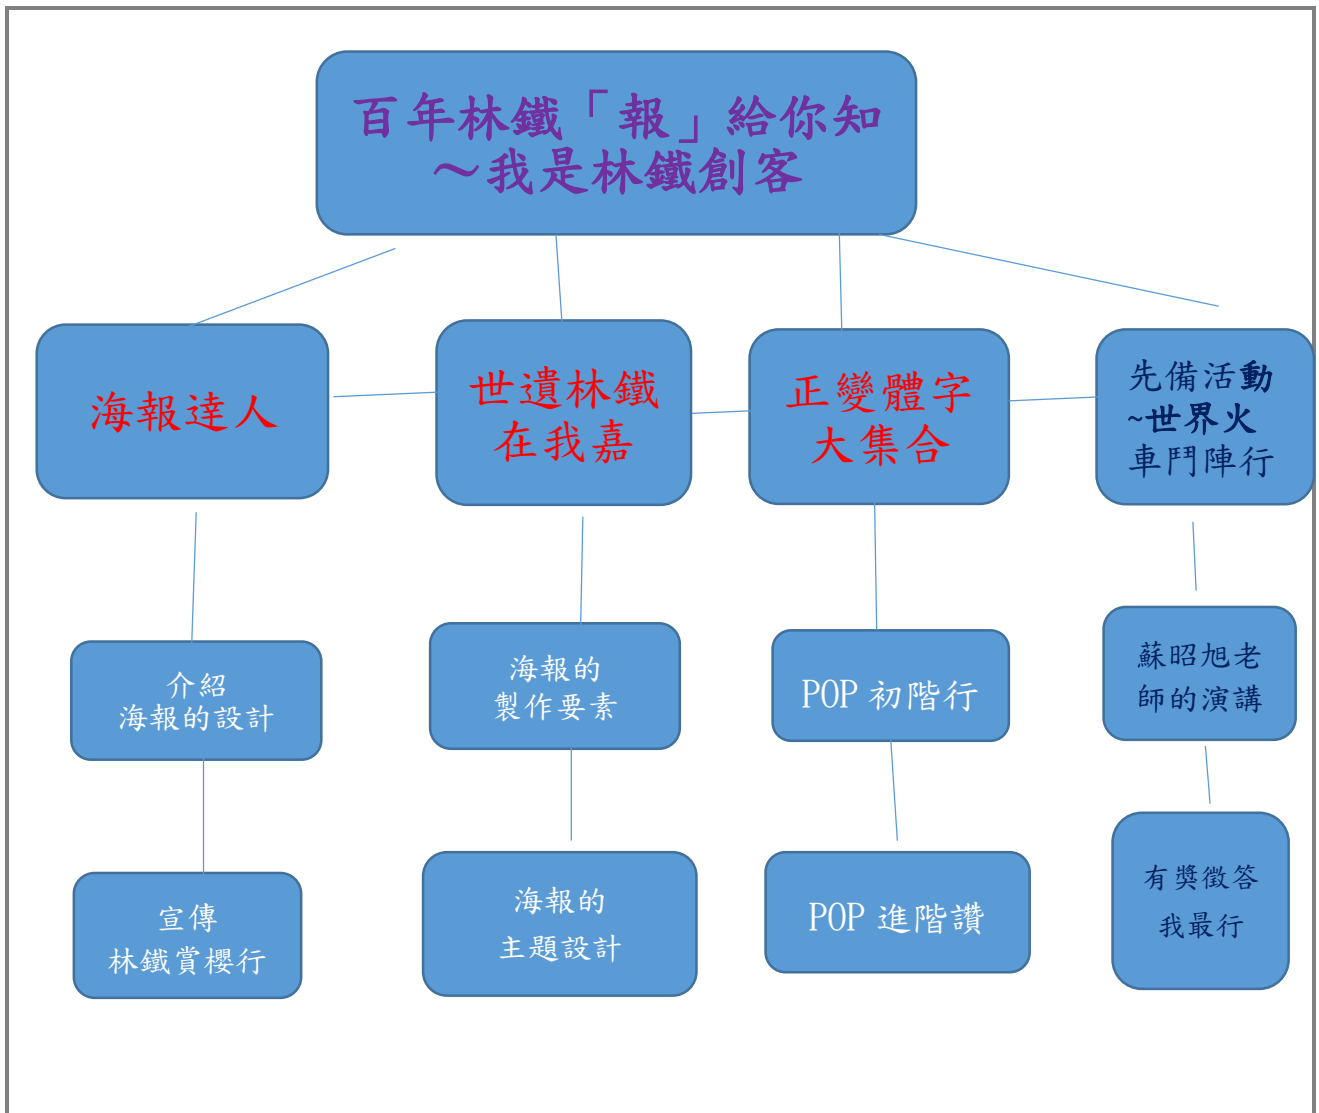 百年林鐵「報」給你知
～我是林鐵創客
海報達人
世遺林鐵
在我嘉
正變體字
大集合
先備活動
~世界火
車鬥陣行
介紹
海報的設計
海報的
製作要素
POP 初階行
蘇昭旭老
師的演講
宣傳
林鐵賞櫻行
海報的
主題設計
POP 進階讚
有獎徵答
我最行